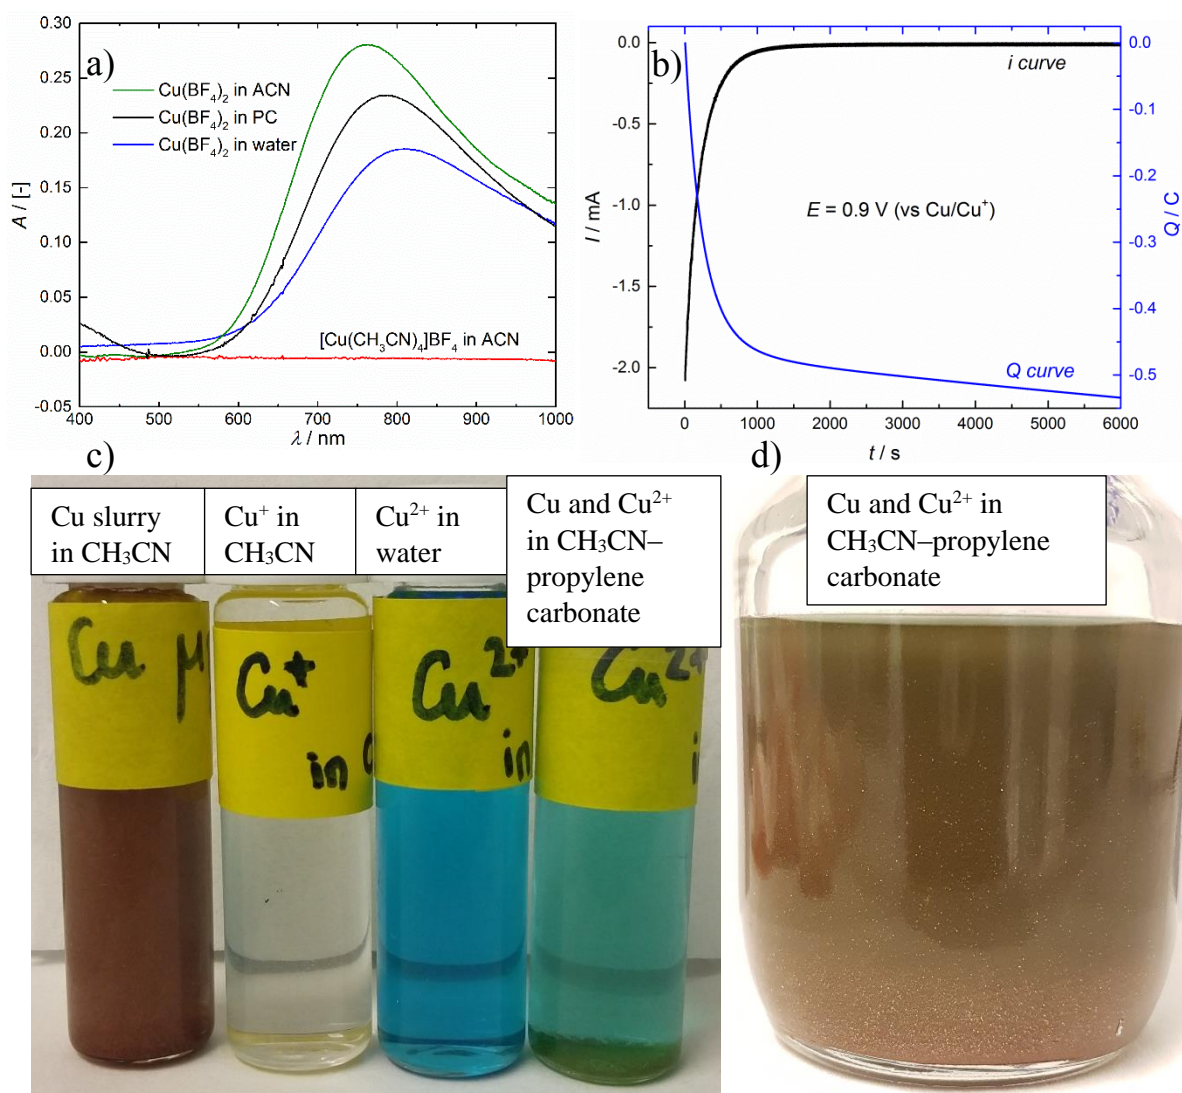 a)
0.30
0.25
0.20
0.15
0.10
0.05
0.00
-0.05
A / [-]
Cu(BF₄)₂ in ACN
Cu(BF₄)₂ in PC
Cu(BF₄)₂ in water
[Cu(CH₃CN)₄]BF₄ in ACN
400 500 600 700 800 900 1000
λ / nm
b)
0.0
-0.5
-1.0
-1.5
-2.0
I / mA
i curve
E = 0.9 V (vs Cu/Cu⁺)
Q curve
0.0
-0.1
-0.2
-0.3
-0.4
-0.5
Q / C
0 1000 2000 3000 4000 5000 6000
t / s
c)
Cu slurry
in CH₃CN
Cu⁺ in
CH₃CN
Cu²⁺ in
water
Cu and Cu²⁺
in CH₃CN–
propylene
carbonate
Cu μ
Cu⁺
in
Cu²⁺
in
Cu²⁺
d)
Cu and Cu²⁺ in
CH₃CN–propylene
carbonate